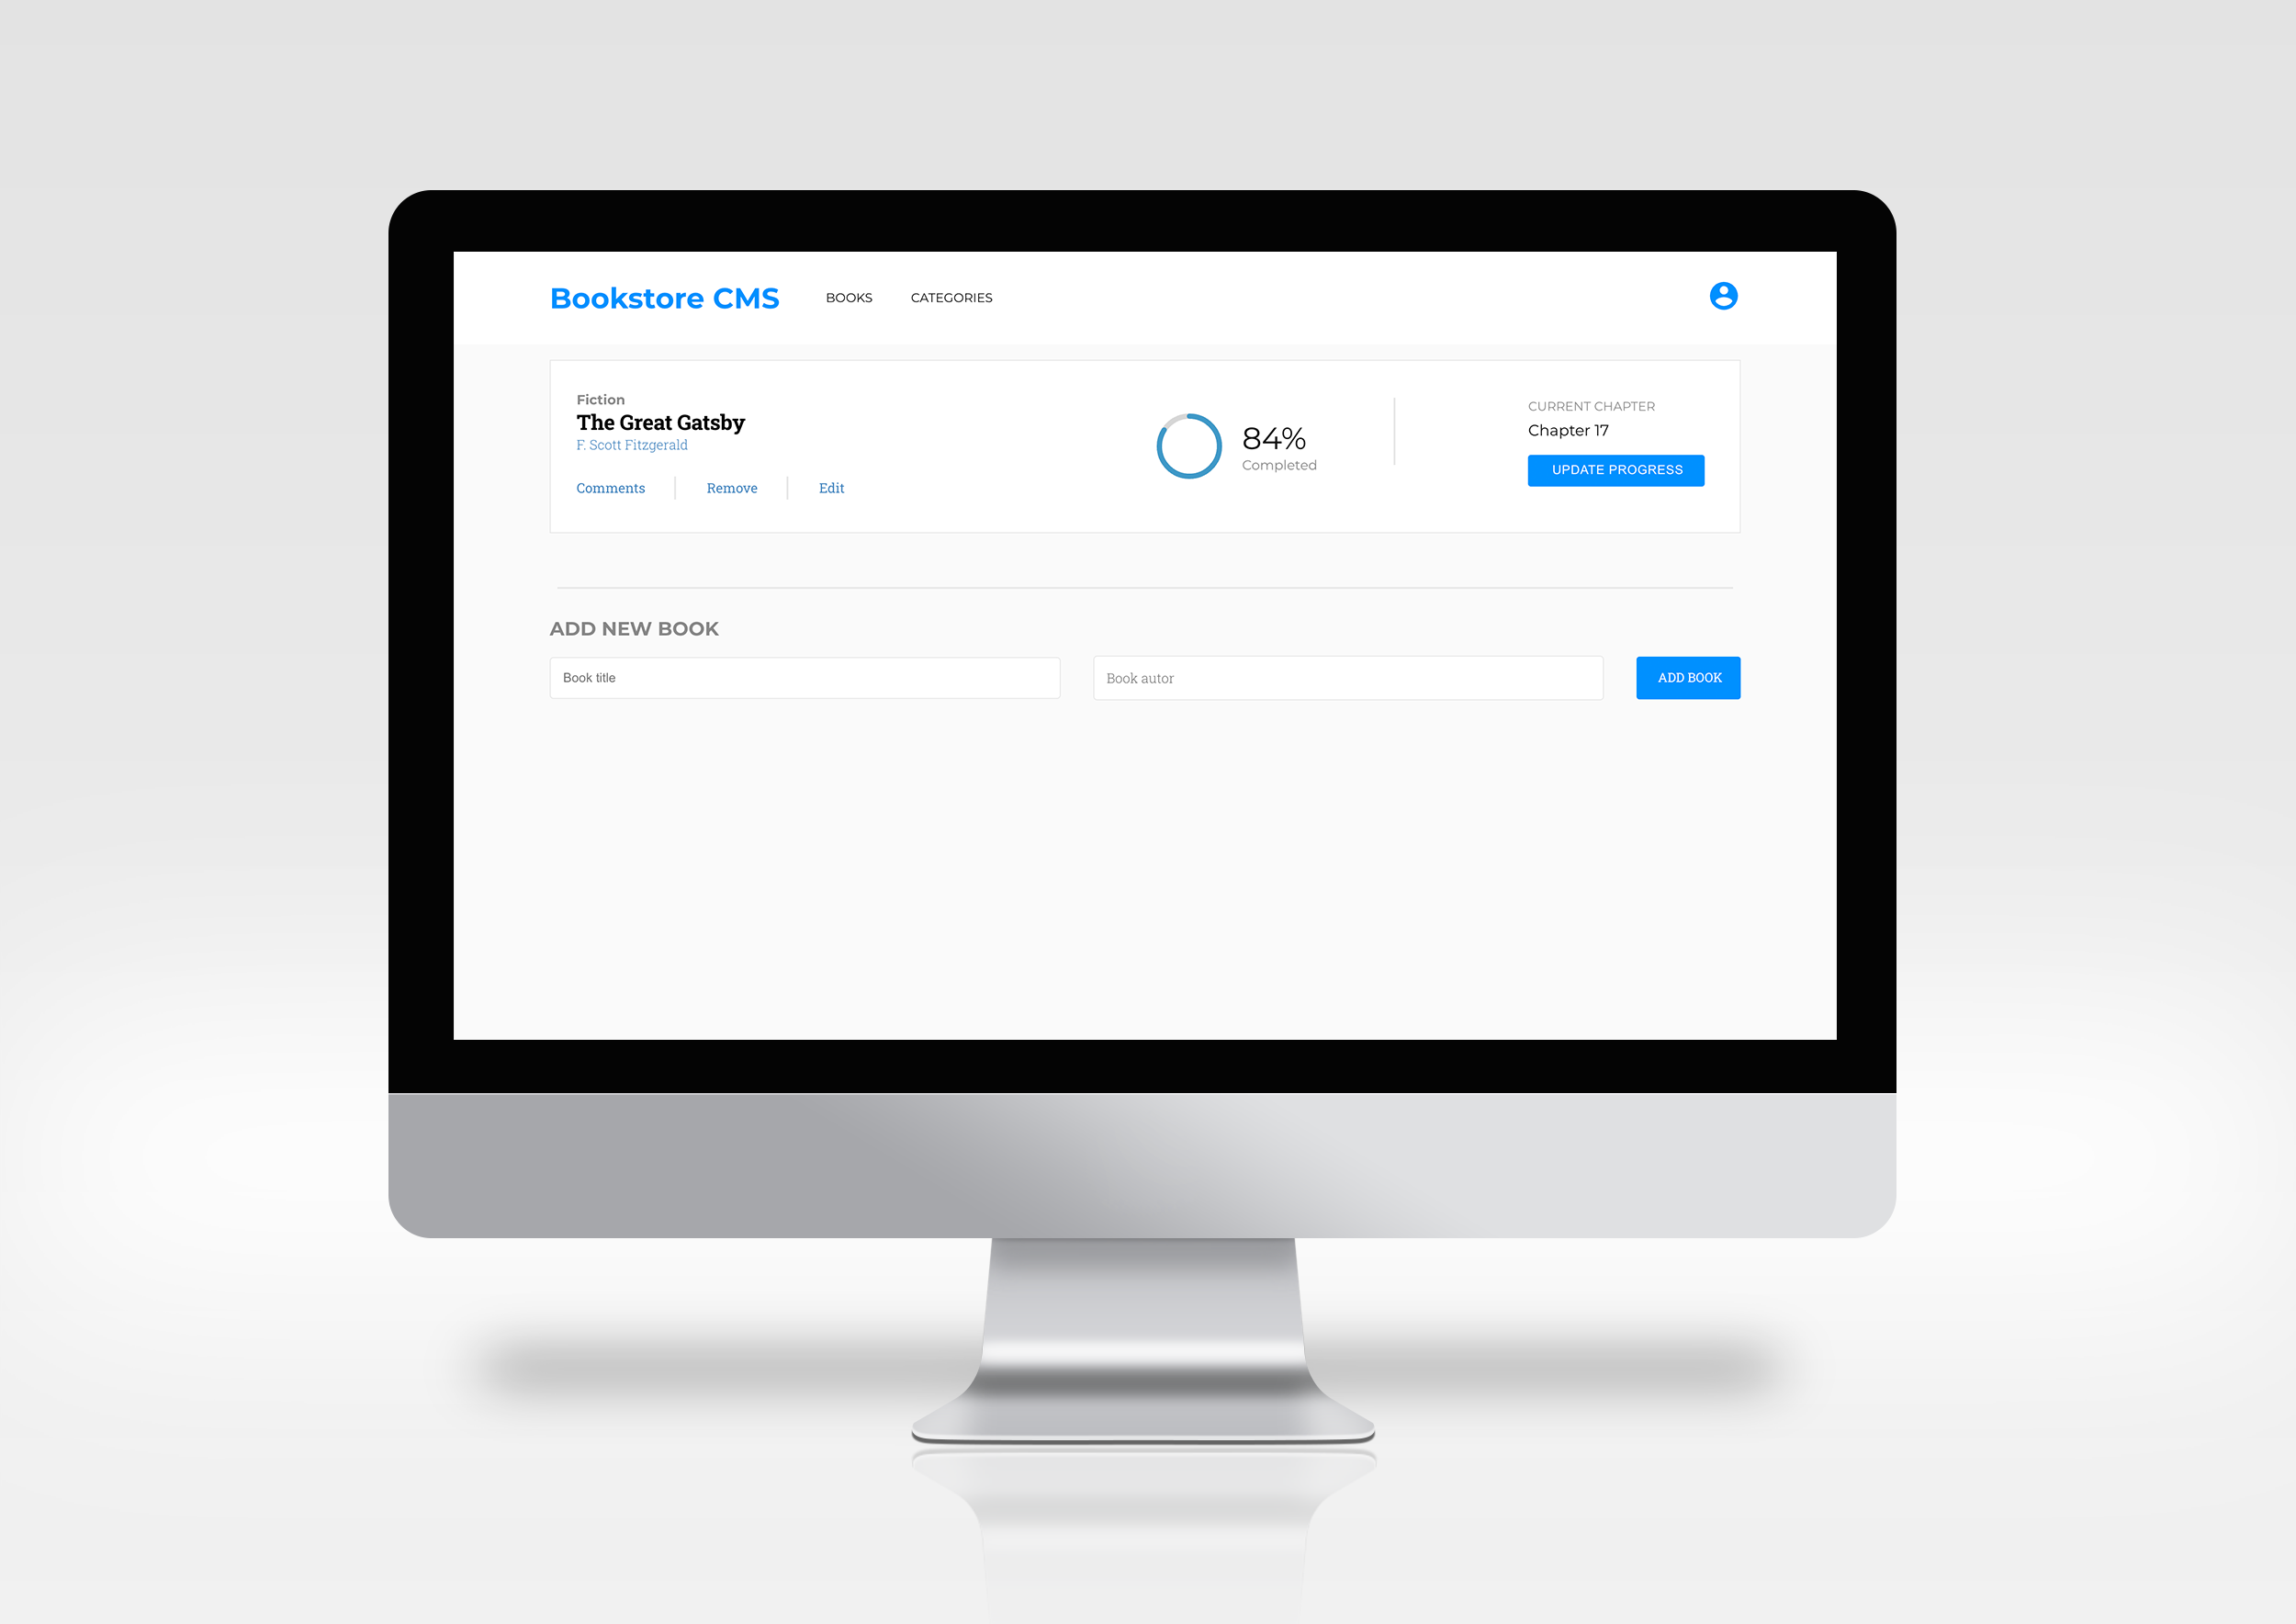 Bookstore CMS BOOKS CATEGORIES
Fiction
The Great Gatsby
F. Scott Fitzgerald
Comments Remove Edit
84%
Completed
CURRENT CHAPTER
Chapter 17
UPDATE PROGRESS
ADD NEW BOOK
Book title
Book autor
ADD BOOK